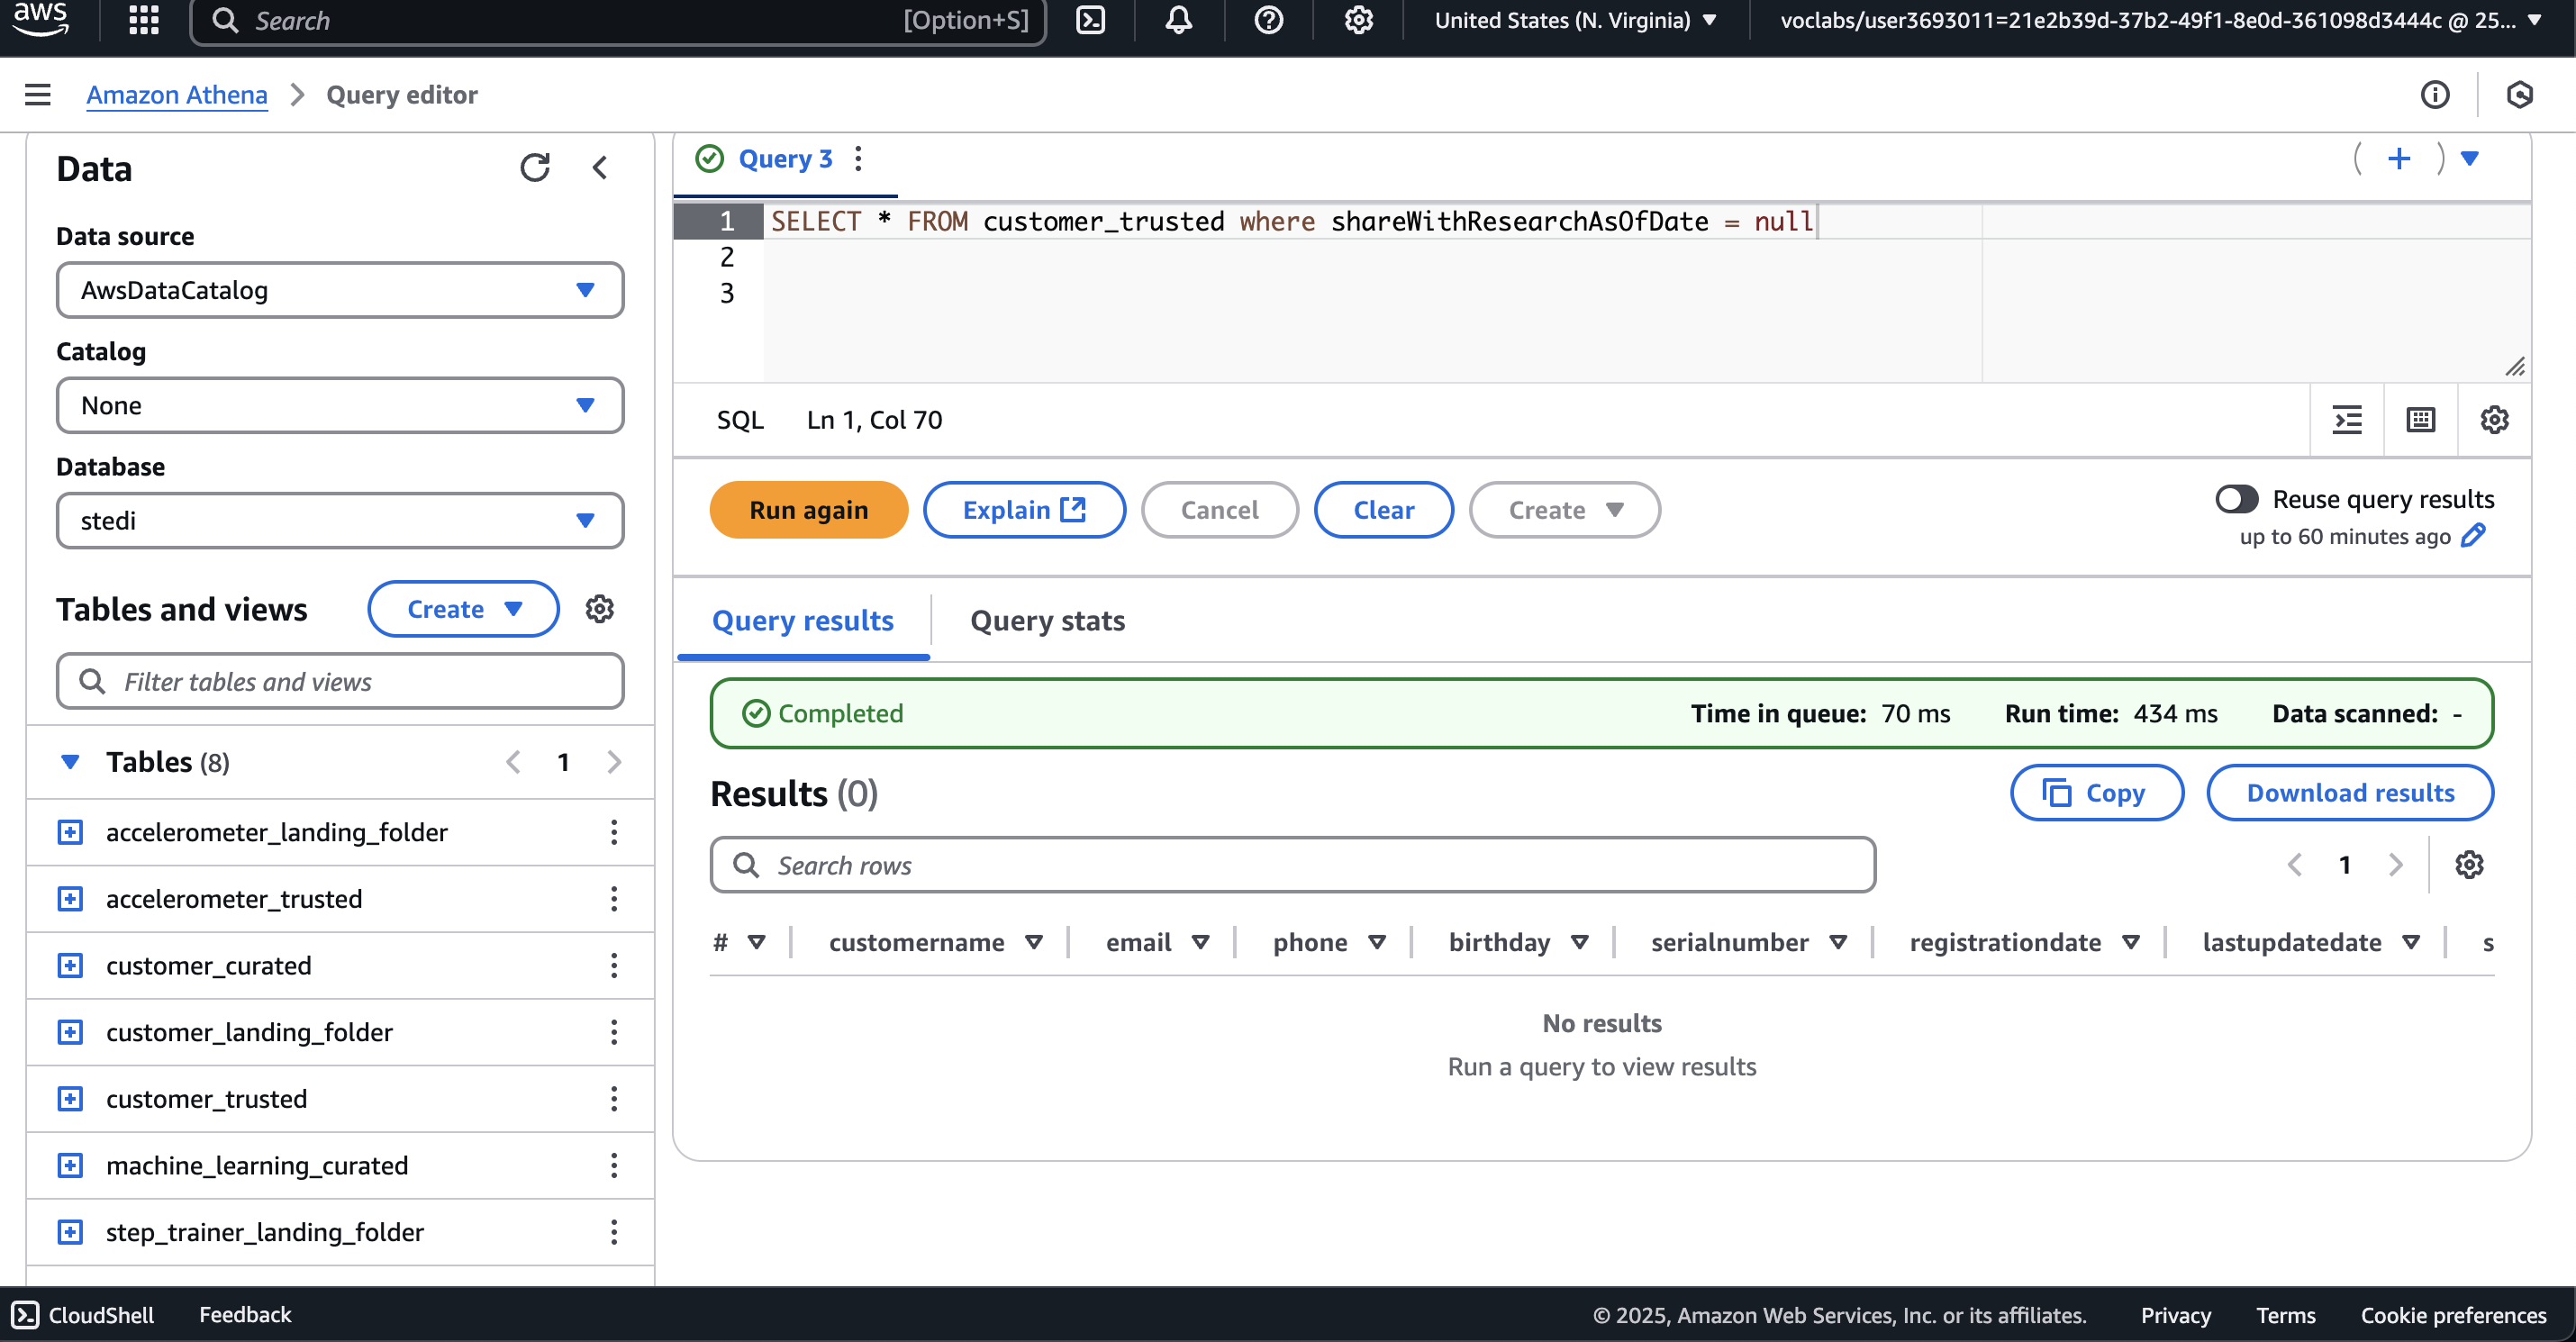 aws
Search
[Option+S]
United States (N. Virginia)
voclabs/user3693011=21e2b39d-37b2-49f1-8e0d-361098d3444c @ 25...
Amazon Athena
Query editor
Data
Data source
AwsDataCatalog
Catalog
None
Database
stedi
Tables and views
Create
Filter tables and views
Tables (8)
1
accelerometer_landing_folder
accelerometer_trusted
customer_curated
customer_landing_folder
customer_trusted
machine_learning_curated
step_trainer_landing_folder
Query 3
1 SELECT * FROM customer_trusted where shareWithResearchAsOfDate = null
2
3
SQL Ln 1, Col 70
Run again
Explain
Cancel
Clear
Create
Reuse query results
up to 60 minutes ago
Query results
Query stats
Completed
Time in queue: 70 ms
Run time: 434 ms
Data scanned: -
Results (0)
Copy
Download results
Search rows
1
# customername email phone birthday serialnumber registrationdate lastupdatedate s
No results
Run a query to view results
CloudShell
Feedback
© 2025, Amazon Web Services, Inc. or its affiliates.
Privacy
Terms
Cookie preferences